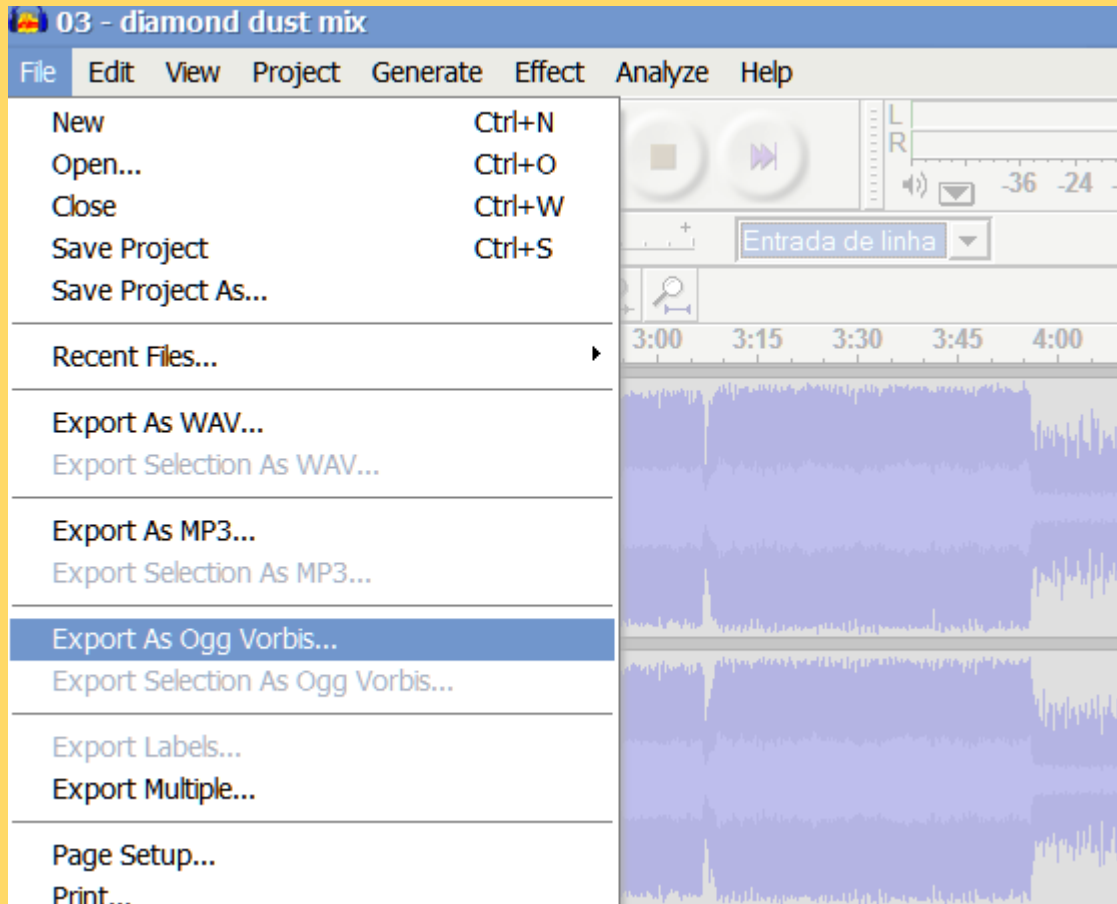 03 - diamond dust mix
File Edit View Project Generate Effect Analyze Help
New Ctrl+N
Open... Ctrl+O
Close Ctrl+W
Save Project Ctrl+S
Save Project As...
Recent Files...
Export As WAV...
Export Selection As WAV...
Export As MP3...
Export Selection As MP3...
Export As Ogg Vorbis...
Export Selection As Ogg Vorbis...
Export Labels...
Export Multiple...
Page Setup...
Print...
L
R
-36 -24
Entrada de linha
3:00 3:15 3:30 3:45 4:00